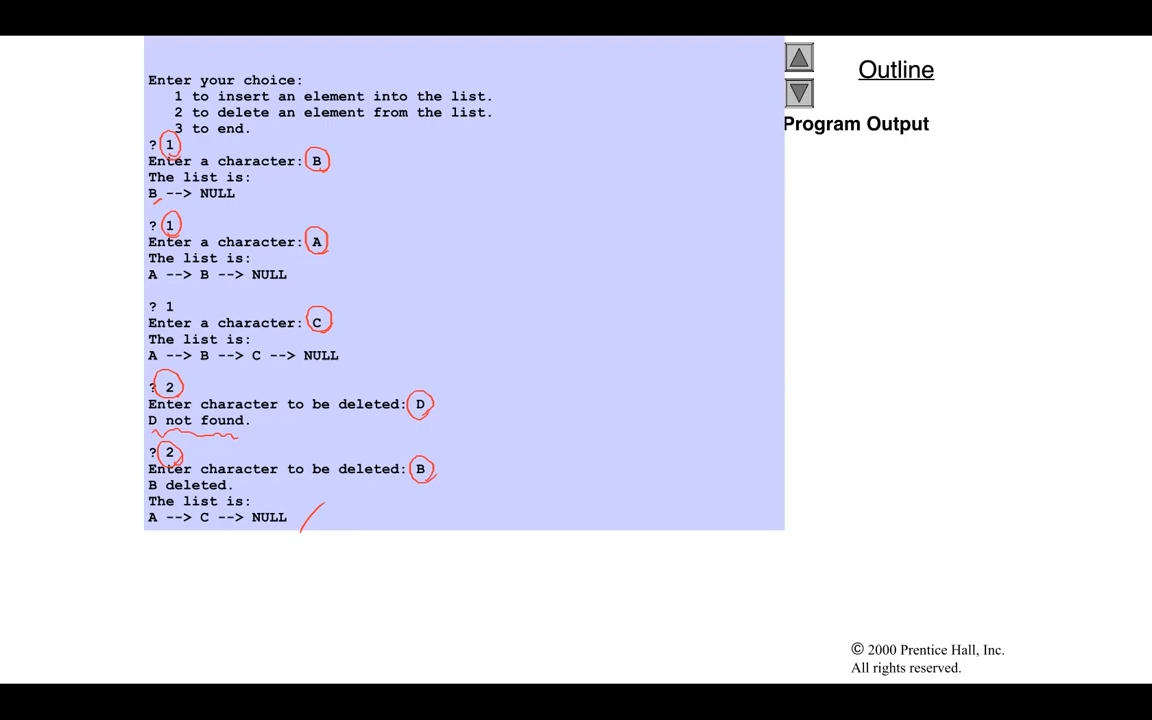 Enter your choice:
1 to insert an element into the list.
2 to delete an element from the list.
3 to end.
? 1
Enter a character: B
The list is:
B --> NULL
? 1
Enter a character: A
The list is:
A --> B --> NULL
? 1
Enter a character: C
The list is:
A --> B --> C --> NULL
? 2
Enter character to be deleted: D
D not found.
? 2
Enter character to be deleted: B
B deleted.
The list is:
A --> C --> NULL
Outline
Program Output
© 2000 Prentice Hall, Inc.
All rights reserved.